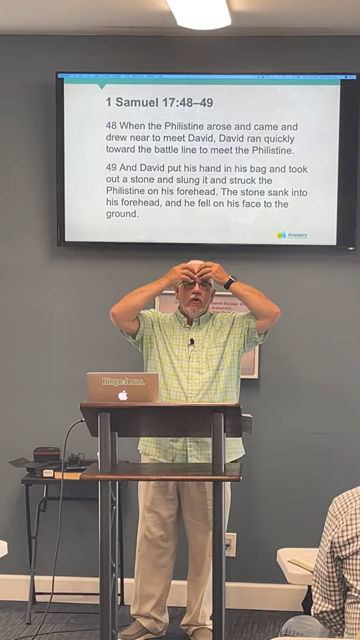 1 Samuel 17:48–49
48 When the Philistine arose and came and
drew near to meet David, David ran quickly
toward the battle line to meet the Philistine.
49 And David put his hand in his bag and took
out a stone and slung it and struck the
Philistine on his forehead. The stone sank into
his forehead, and he fell on his face to the
ground.
Answers
Binge Jesus.